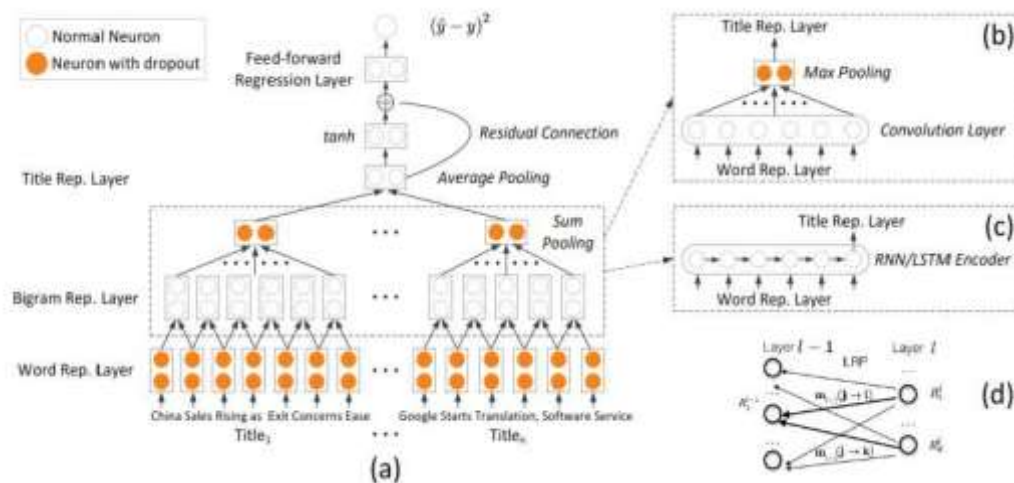 Normal Neuron
Neuron with dropout
(ŷ − y)²
Feed-forward
Regression Layer
tanh
Residual Connection
Title Rep. Layer
Average Pooling
Sum
Pooling
Bigram Rep. Layer
Word Rep. Layer
China Sales Rising as Exit Concerns Ease
Google Starts Translation, Software Service
Title₁
Titleₙ
(a)
Title Rep. Layer
(b)
Max Pooling
Convolution Layer
Word Rep. Layer
Title Rep. Layer
(c)
RNN/LSTM Encoder
Word Rep. Layer
Layer l − 1
Layer l
LRP
(d)